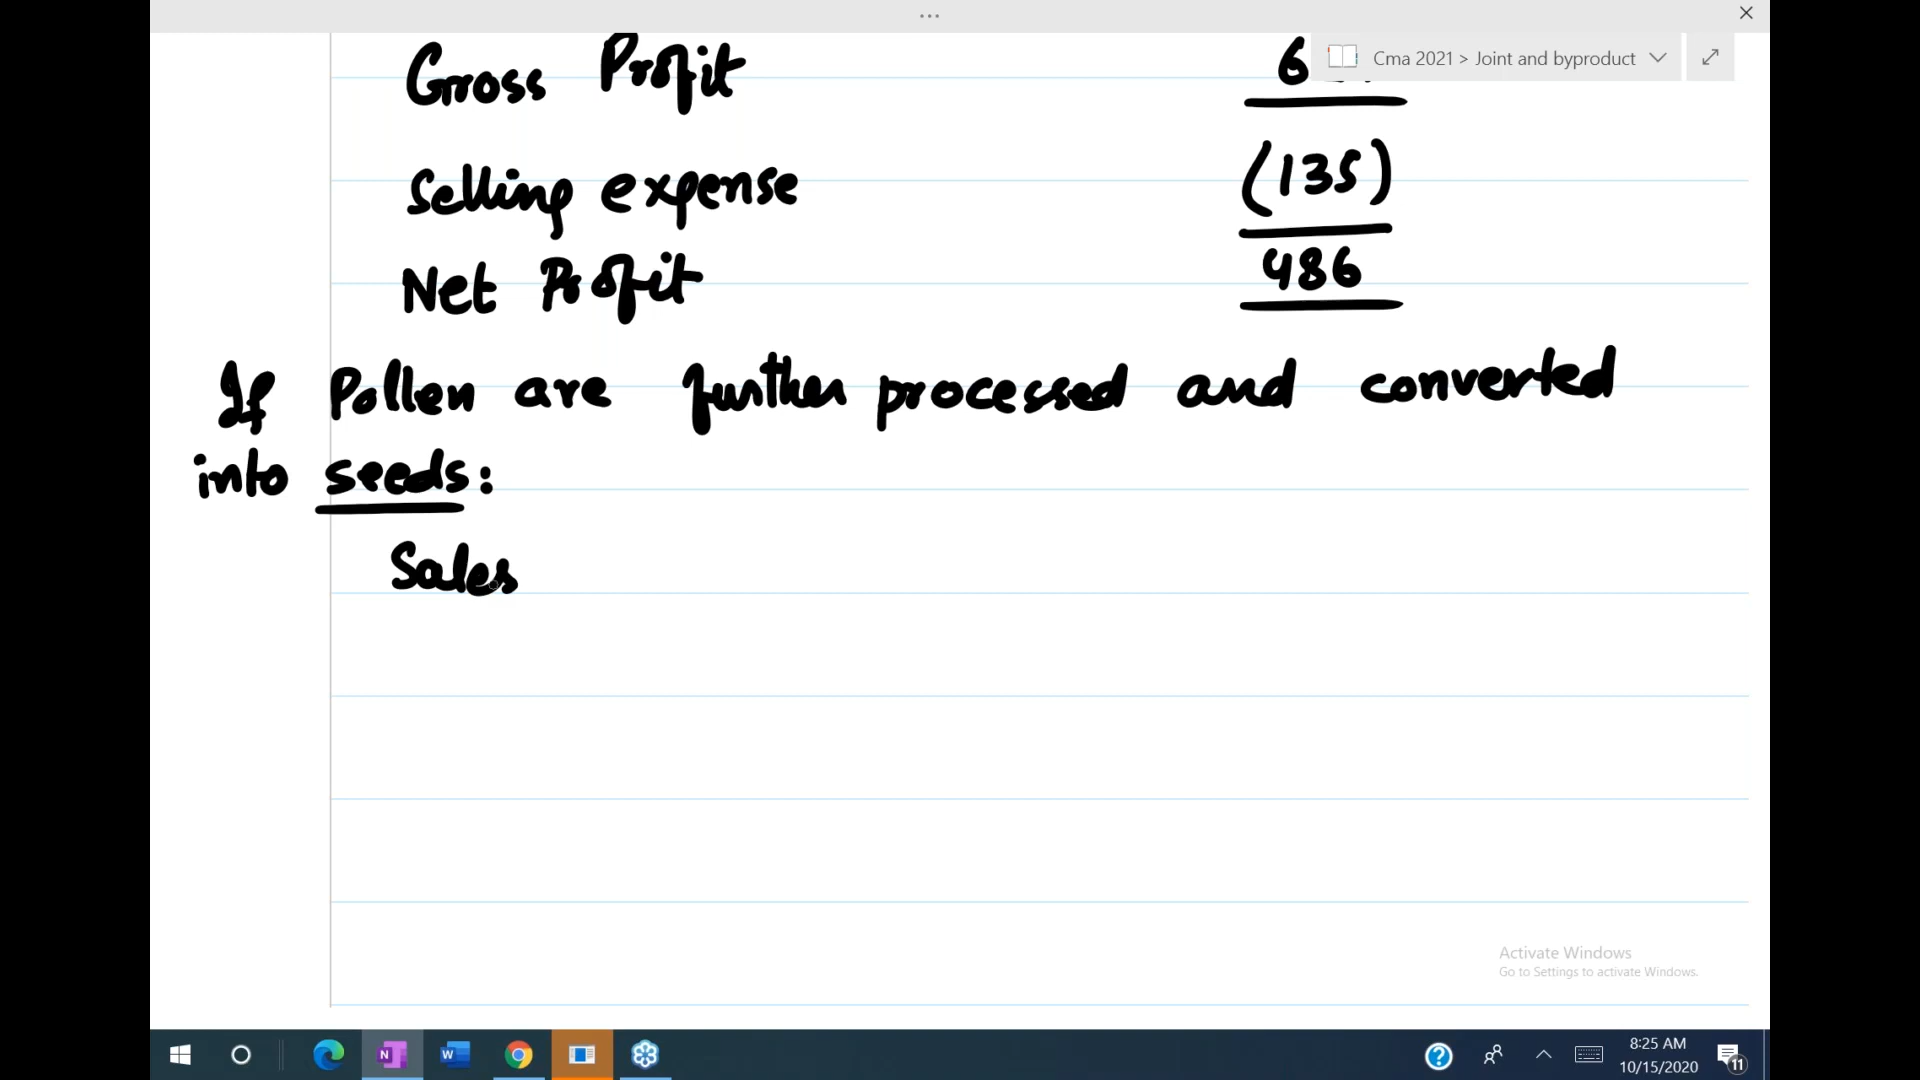 Cma 2021 > Joint and byproduct
Gross Profit
Selling expense (135)
Net Profit 486
If Pollen are further processed and converted
into seeds:
Sales
Activate Windows
Go to Settings to activate Windows.
8:25 AM
10/15/2020
11